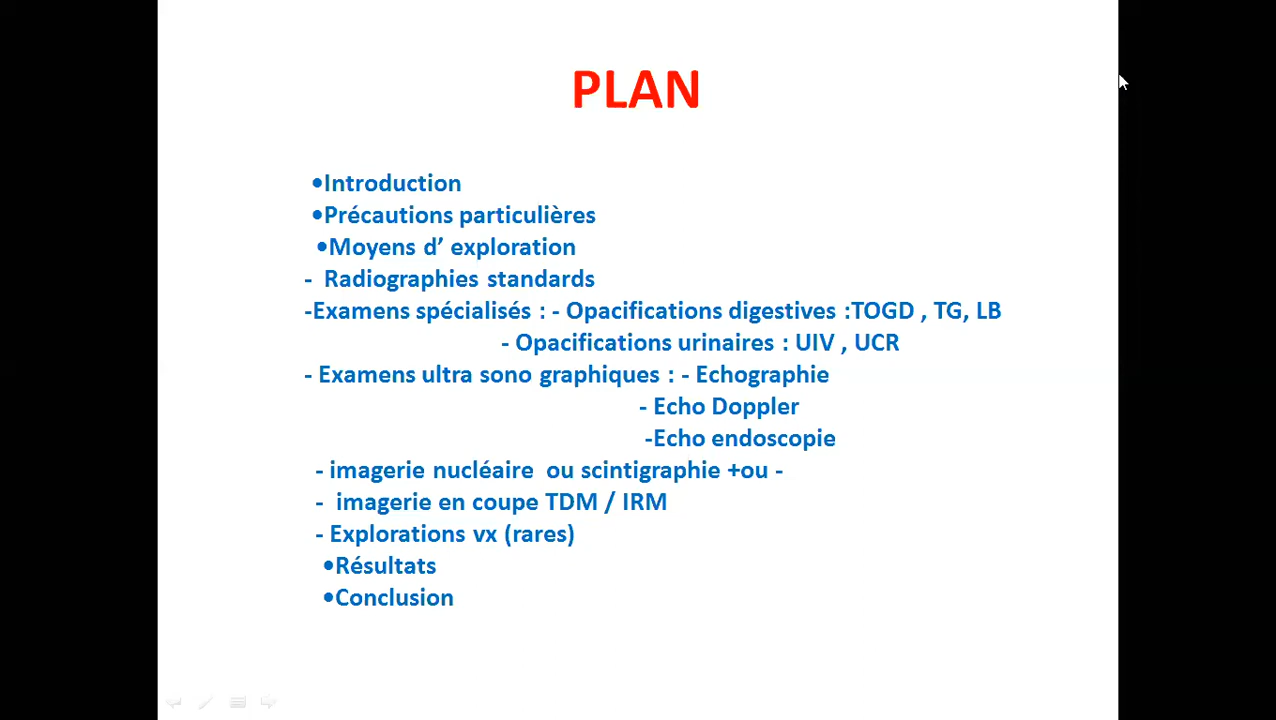 PLAN
•Introduction
•Précautions particulières
•Moyens d’ exploration
- Radiographies standards
-Examens spécialisés : - Opacifications digestives :TOGD , TG, LB
- Opacifications urinaires : UIV , UCR
- Examens ultra sono graphiques : - Echographie
- Echo Doppler
-Echo endoscopie
- imagerie nucléaire ou scintigraphie +ou -
- imagerie en coupe TDM / IRM
- Explorations vx (rares)
•Résultats
•Conclusion